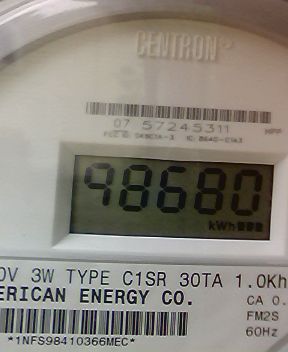 CENTRON
07 57245311
98680
kWh
0V 3W TYPE C1SR 30TA 1.0Kh
ERICAN ENERGY CO.
CA 0.
FM2S
60Hz
*1NFS98410366MEC*